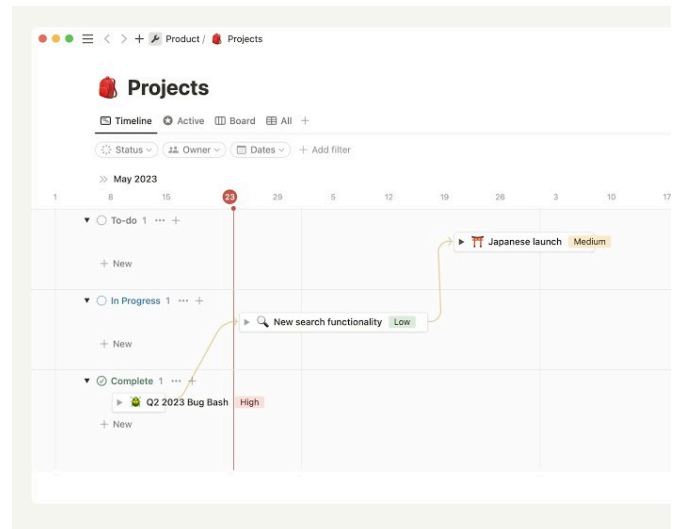 Product / Projects
Projects
Timeline Active Board All
Status Owner Dates + Add filter
May 2023
1 8 15 23 29 5 12 19 26 3 10 17
To-do 1 ••• +
Japanese launch Medium
+ New
In Progress 1 ••• +
New search functionality Low
+ New
Complete 1 ••• +
Q2 2023 Bug Bash High
+ New